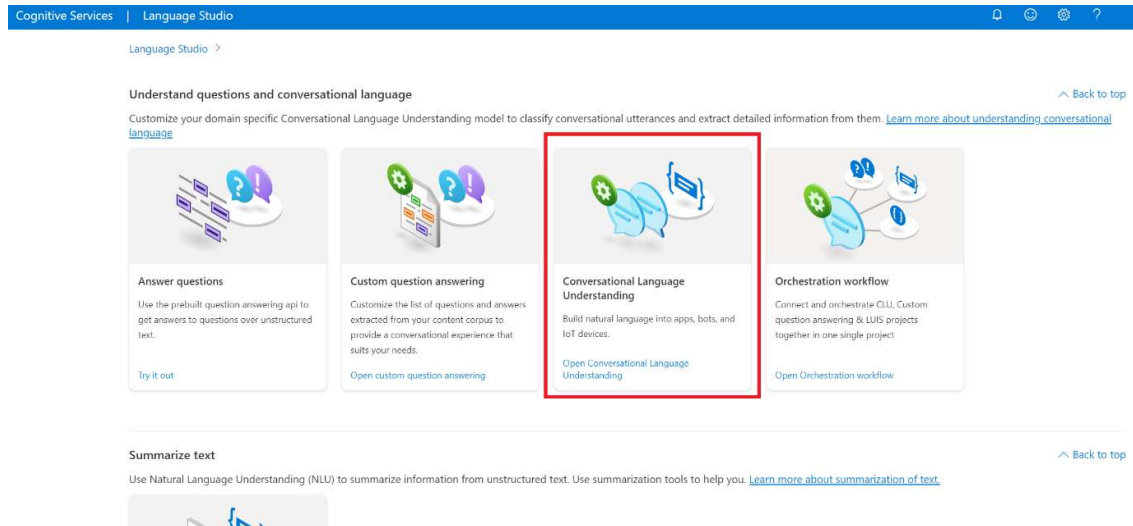 Cognitive Services | Language Studio
?
Language Studio >
Understand questions and conversational language
Back to top
Customize your domain specific Conversational Language Understanding model to classify conversational utterances and extract detailed information from them. Learn more about understanding conversational
language
Answer questions
Use the prebuilt question answering api to
get answers to questions over unstructured
text.
Try it out
Custom question answering
Customize the list of questions and answers
extracted from your content corpus to
provide a conversational experience that
suits your needs.
Open custom question answering
Conversational Language
Understanding
Build natural language into apps, bots, and
IoT devices.
Open Conversational Language
Understanding
Orchestration workflow
Connect and orchestrate CLU, Custom
question answering & LUIS projects
together in one single project
Open Orchestration workflow
Summarize text
Back to top
Use Natural Language Understanding (NLU) to summarize information from unstructured text. Use summarization tools to help you. Learn more about summarization of text.